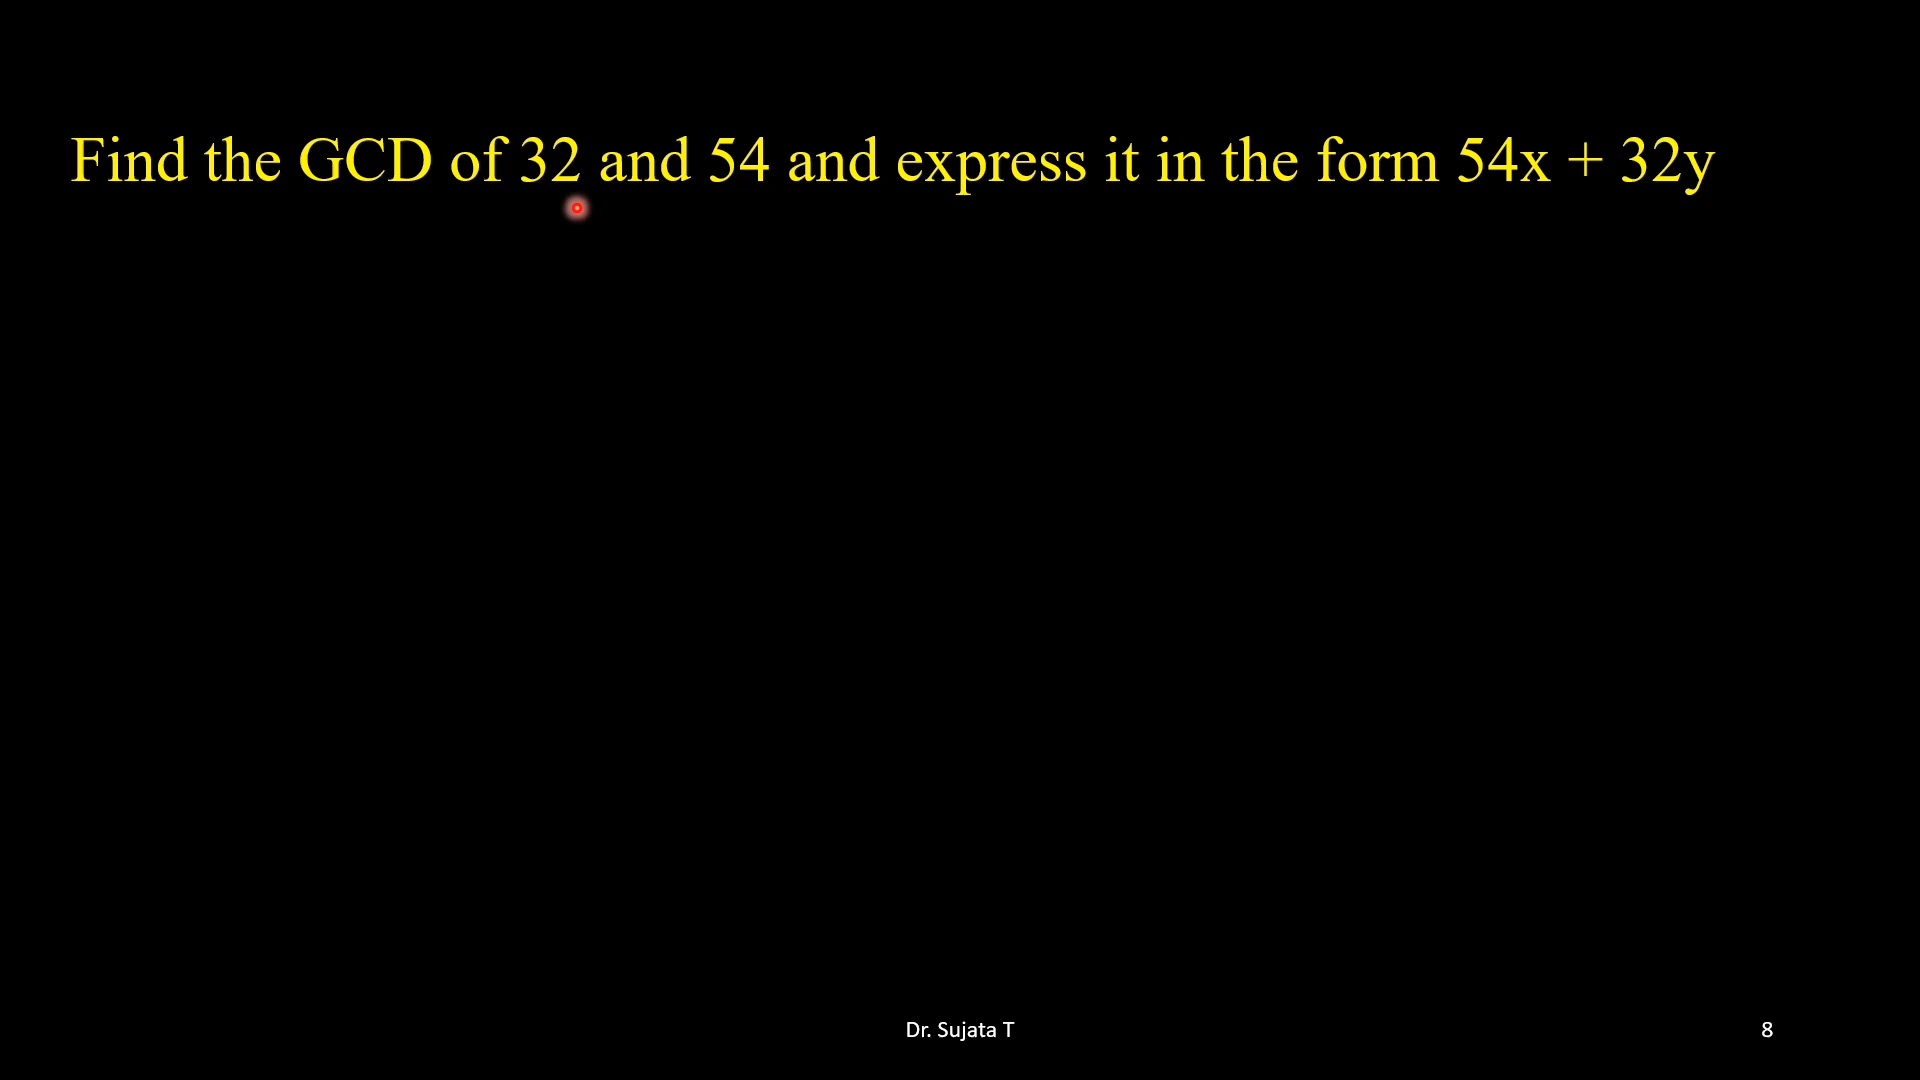 Find the GCD of 32 and 54 and express it in the form 54x + 32y
Dr. Sujata T
8